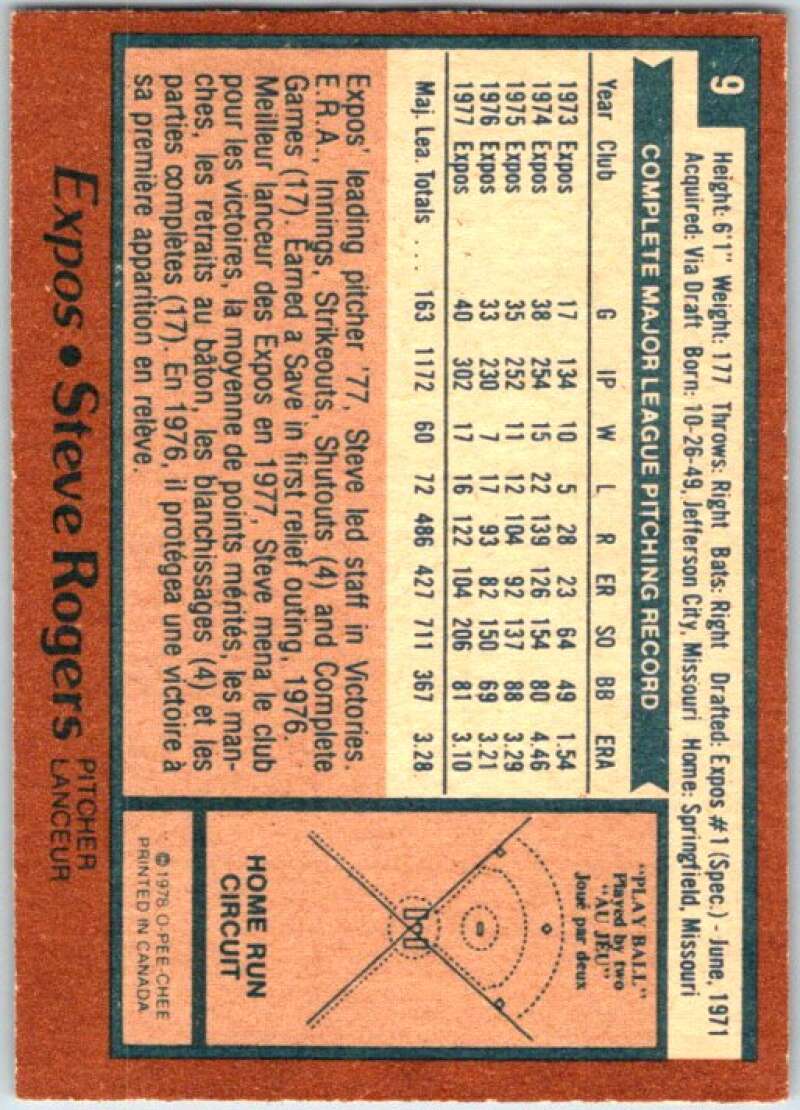 9
Height: 6'1" Weight: 177 Throws: Right Bats: Right Drafted: Expos #1 (Spec.) - June, 1971
Acquired: Via Draft Born: 10-26-49, Jefferson City, Missouri Home: Springfield, Missouri
COMPLETE MAJOR LEAGUE PITCHING RECORD
Year Club G IP W L R ER SO BB ERA
1973 Expos 17 134 10 5 28 23 64 49 1.54
1974 Expos 38 254 15 22 139 126 154 80 4.46
1975 Expos 35 252 11 12 104 92 137 88 3.29
1976 Expos 33 230 7 17 93 82 150 69 3.21
1977 Expos 40 302 17 16 122 104 206 81 3.10
Maj. Lea. Totals ... 163 1172 60 72 486 427 711 367 3.28
Expos' leading pitcher '77, Steve led staff in Victories.
E.R.A., Innings, Strikeouts, Shutouts (4) and Complete
Games (17). Earned a Save in first relief outing, 1976.
Meilleur lanceur des Expos en 1977, Steve mena le club
pour les victoires, la moyenne de points mérités, les man-
ches, les retraits au bâton, les blanchissages (4) et les
parties complètes (17). En 1976, il protégea une victoire à
sa première apparition en relève.
"PLAY BALL"
Played by two
"AU JEU"
Joué par deux
HOME RUN
CIRCUIT
© 1978 O-PEE-CHEE
PRINTED IN CANADA
Expos • Steve Rogers PITCHER
LANCEUR